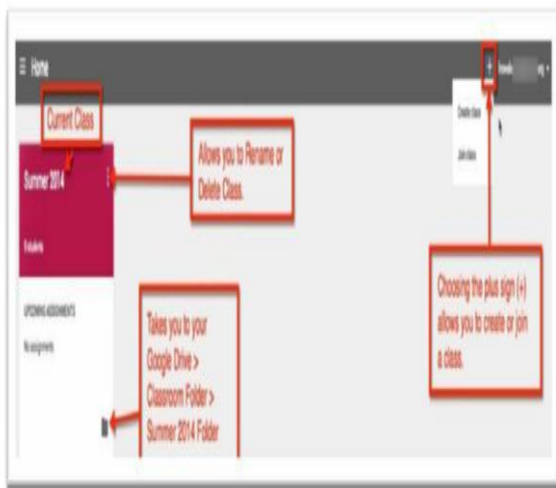 Home
Current Class
Create class
Join class
Summer 2014
Allows you to Rename or
Delete Class.
students
UPCOMING ASSIGNMENTS
No assignments
Choosing the plus sign (+)
allows you to create or join
a class.
Takes you to your
Google Drive >
Classroom Folder >
Summer 2014 Folder